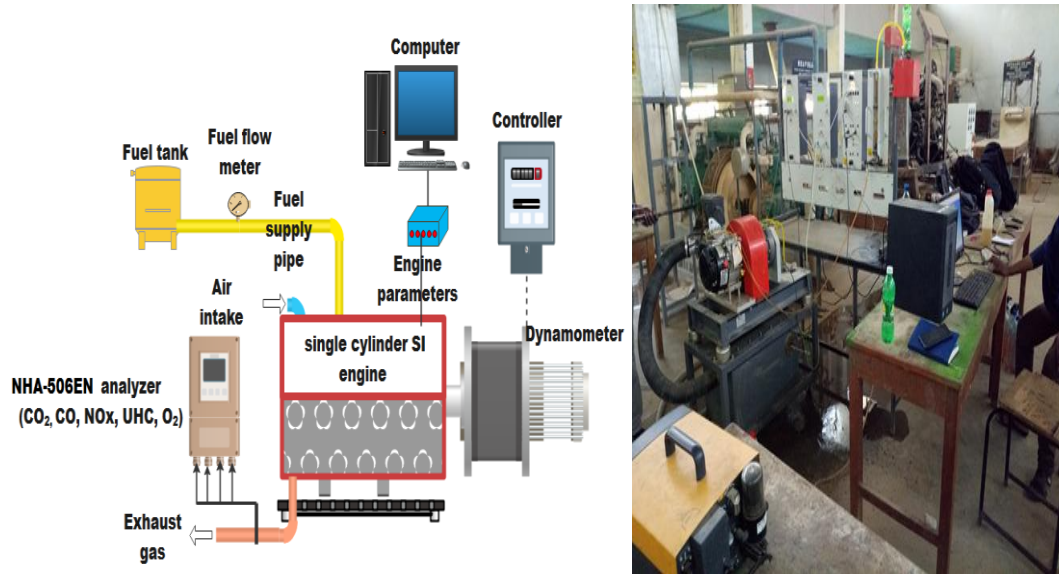 Computer
Controller
Fuel flow
meter
Fuel tank
Fuel
supply
pipe
Engine
parameters
Air
intake
Dynamometer
single cylinder SI
engine
NHA-506EN analyzer
(CO₂, CO, NOx, UHC, O₂)
Exhaust
gas